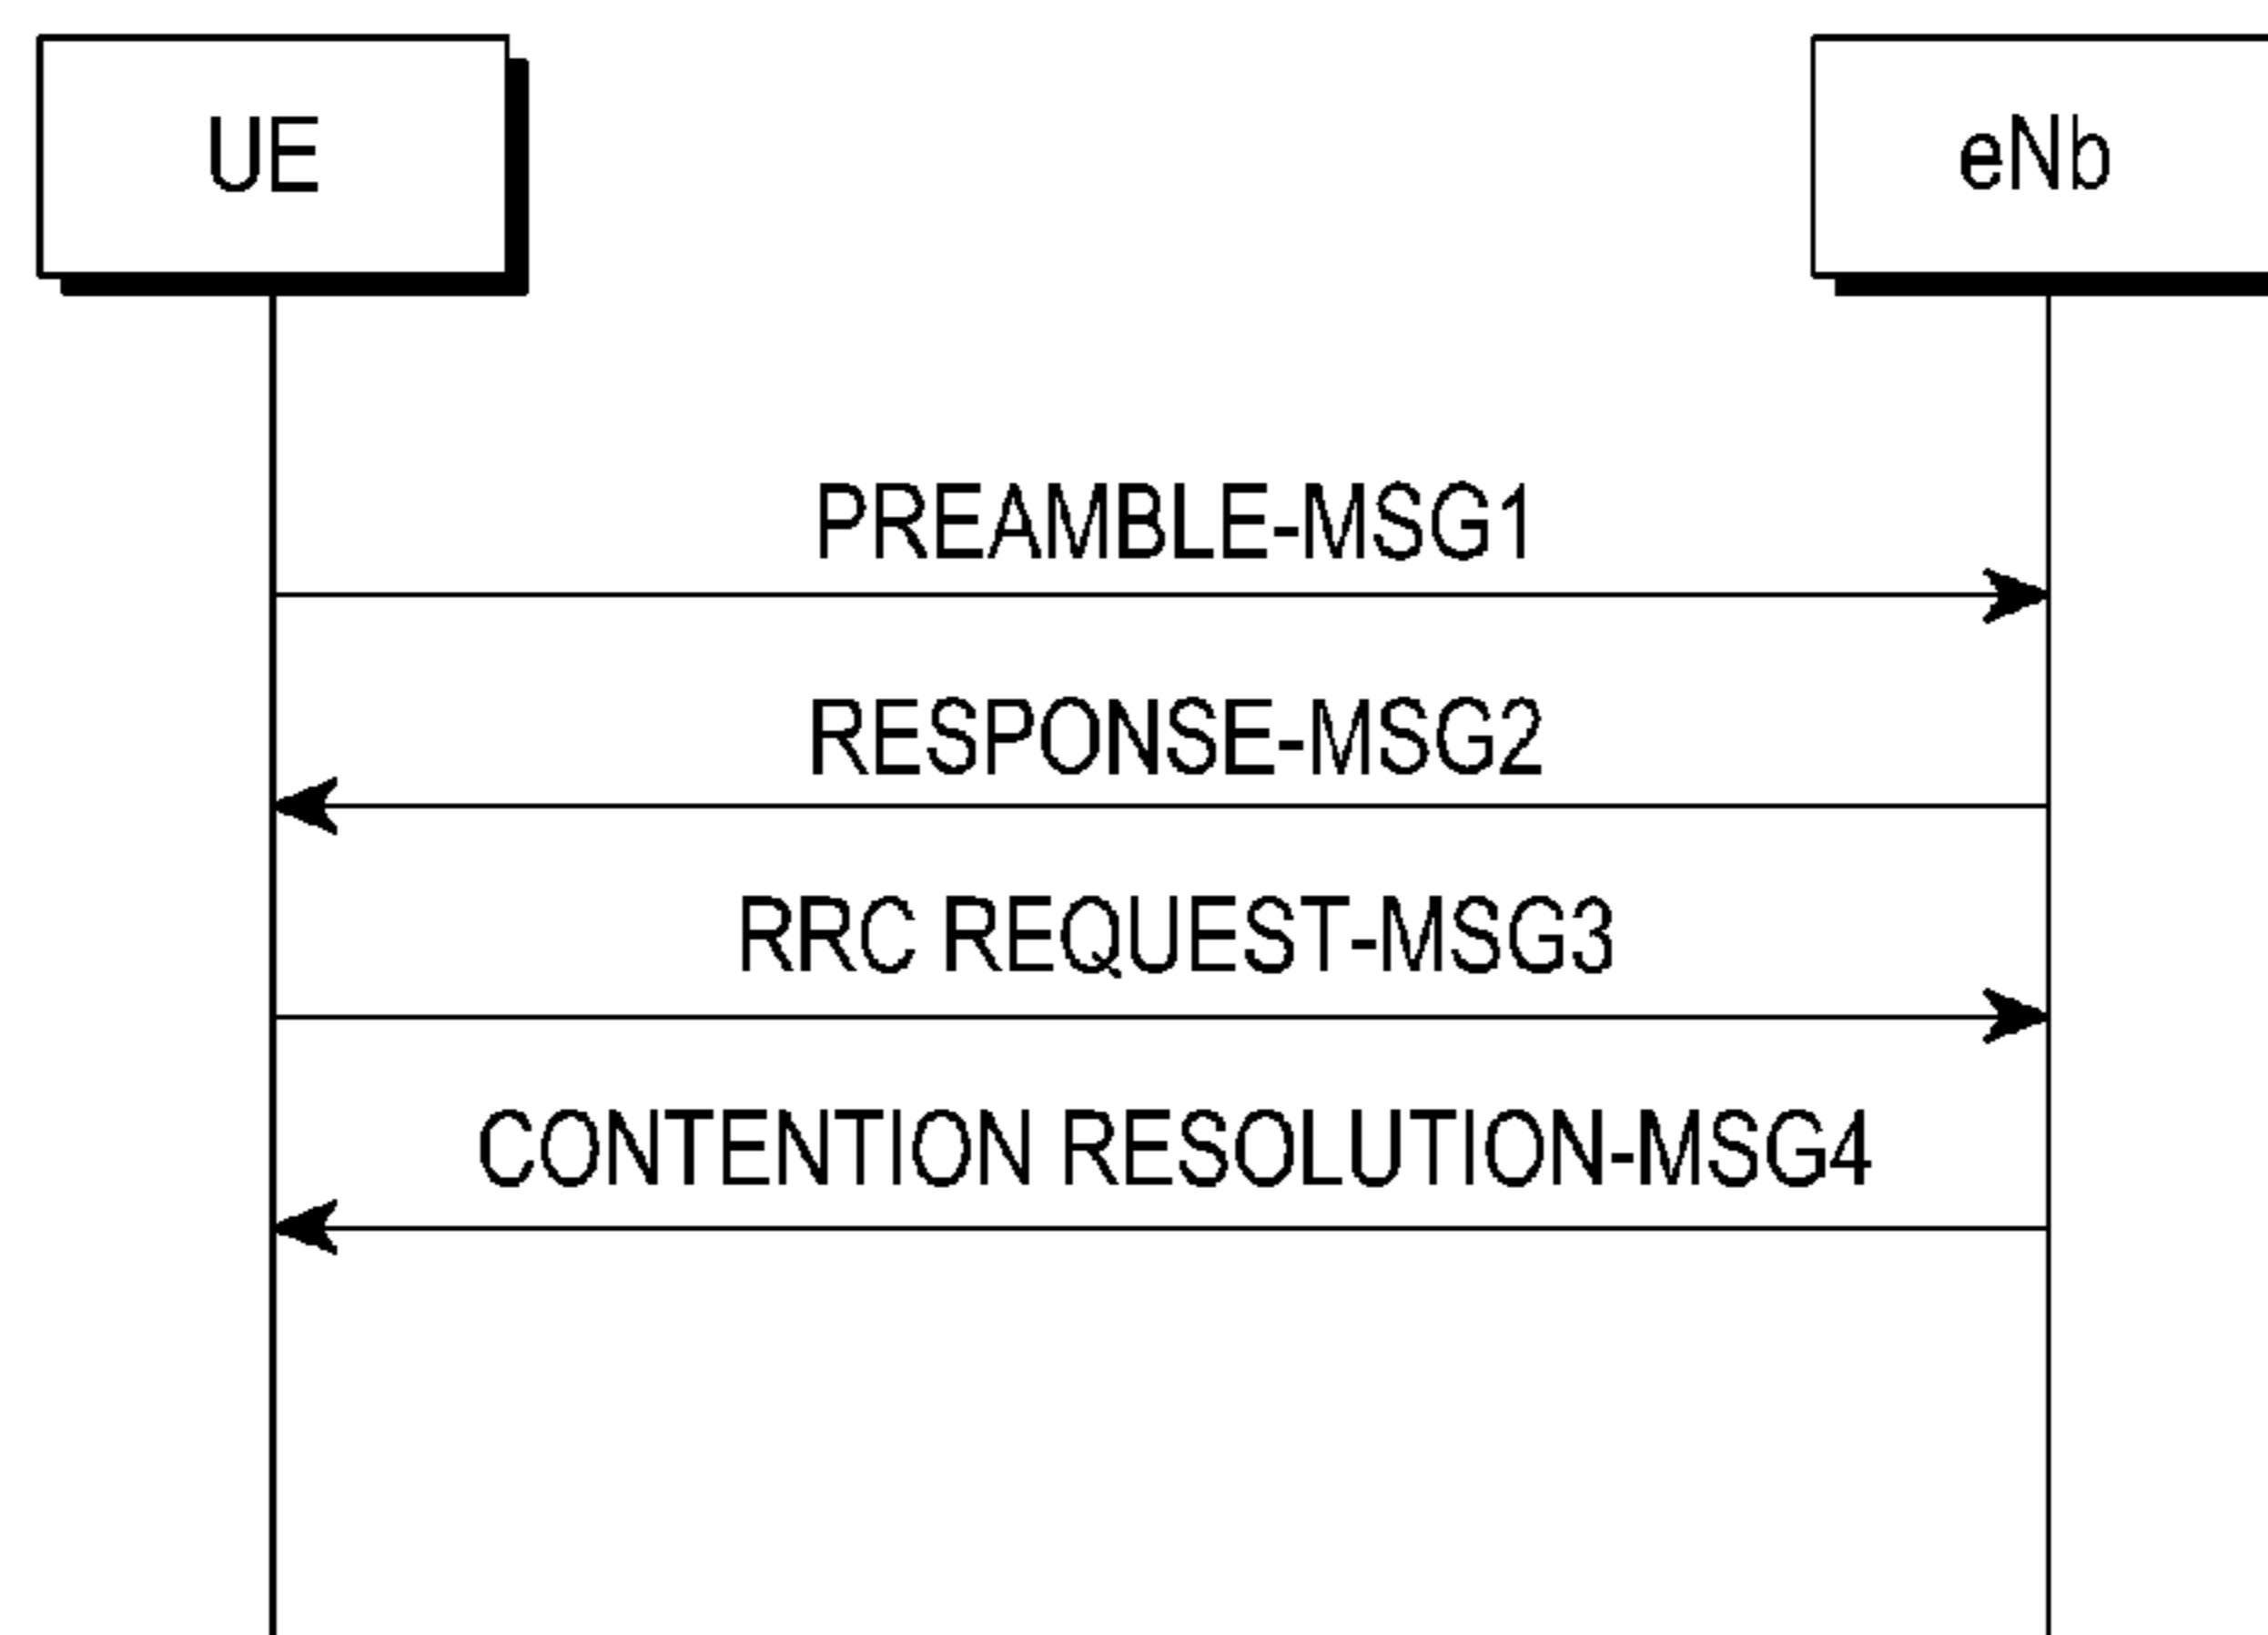 UE
eNb
PREAMBLE-MSG1
RESPONSE-MSG2
RRC REQUEST-MSG3
CONTENTION RESOLUTION-MSG4